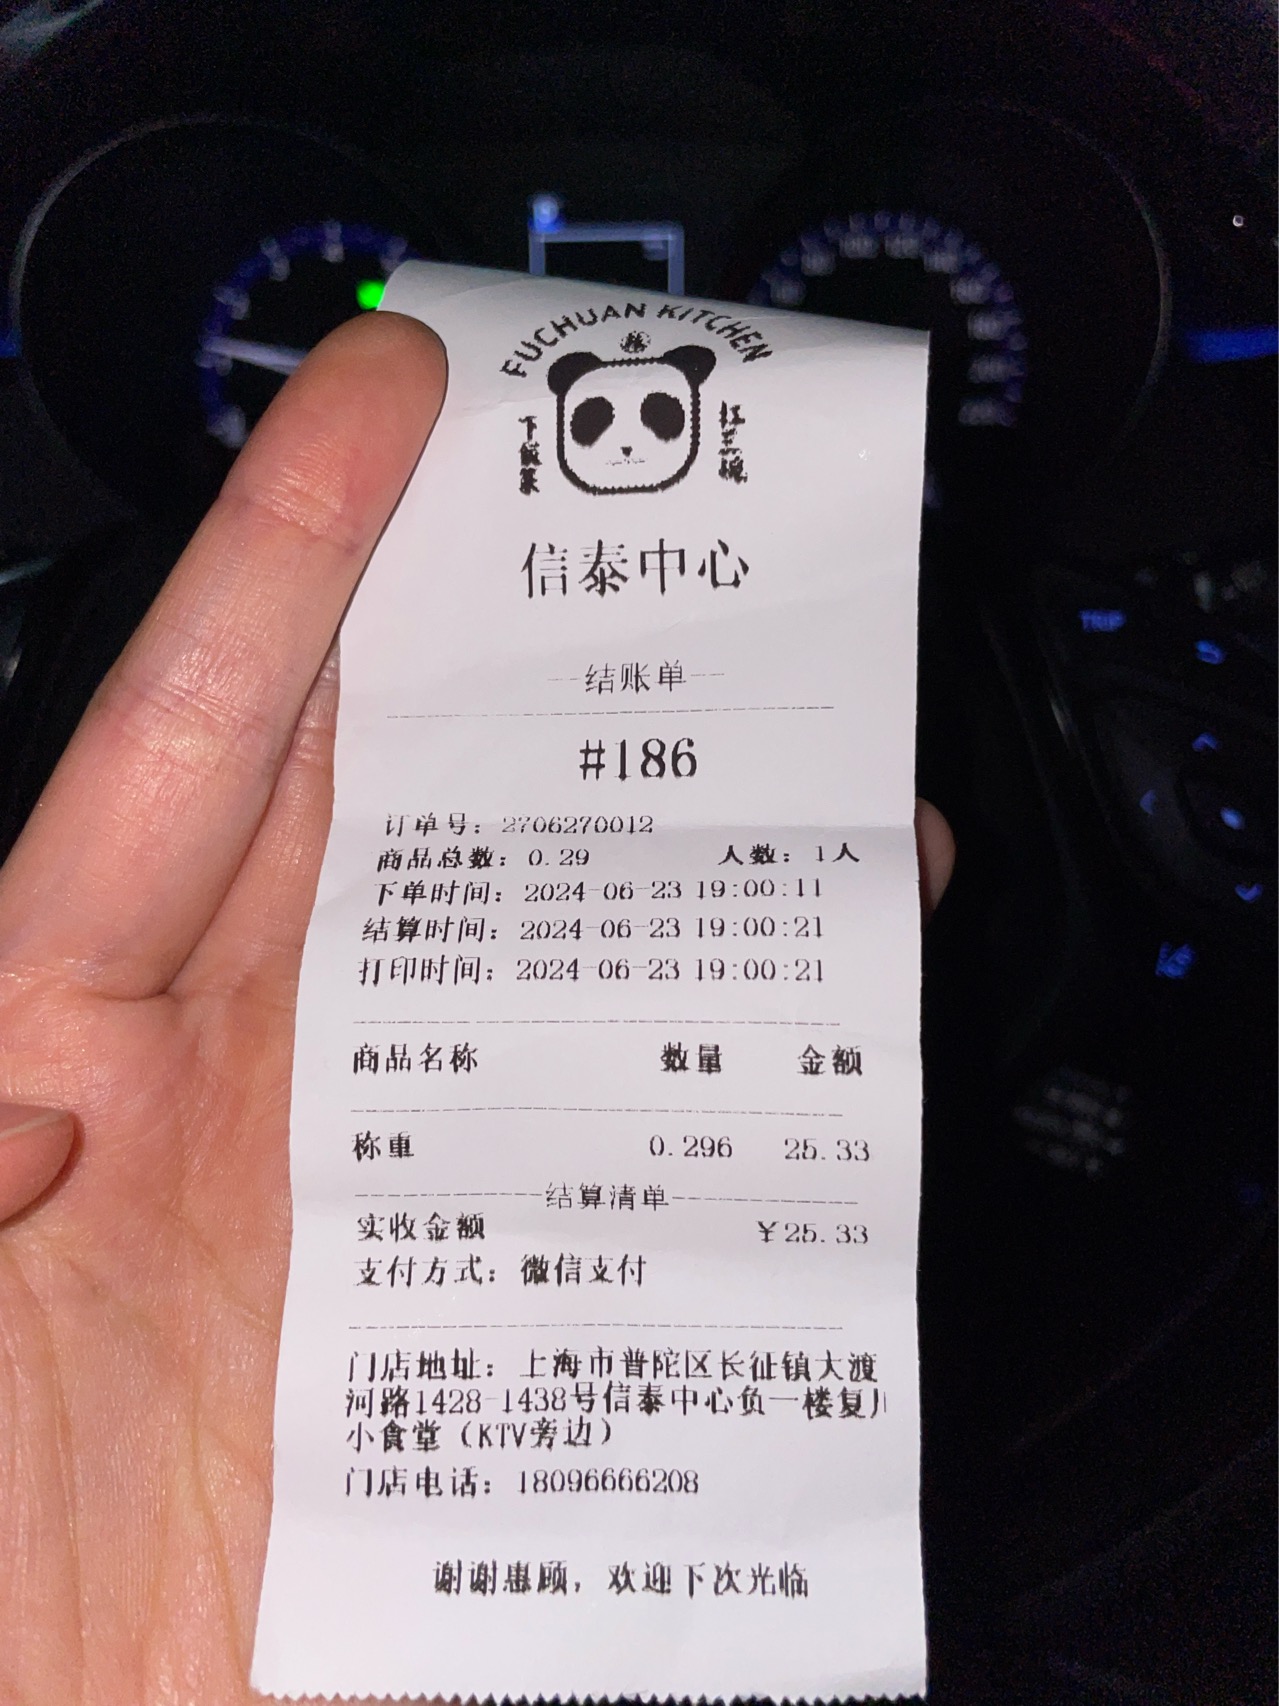 FUCHUAN KITCHEN
下饭菜
扛三碗
信泰中心
--结账单--
#186
订单号：2706270012
商品总数：0.29 人数：1人
下单时间：2024-06-23 19:00:11
结算时间：2024-06-23 19:00:21
打印时间：2024-06-23 19:00:21
商品名称 数量 金额
称重 0.296 25.33
结算清单
实收金额 ￥25.33
支付方式：微信支付
门店地址：上海市普陀区长征镇大渡
河路1428-1438号信泰中心负一楼复川
小食堂（KTV旁边）
门店电话：18096666208
谢谢惠顾，欢迎下次光临
TRIP